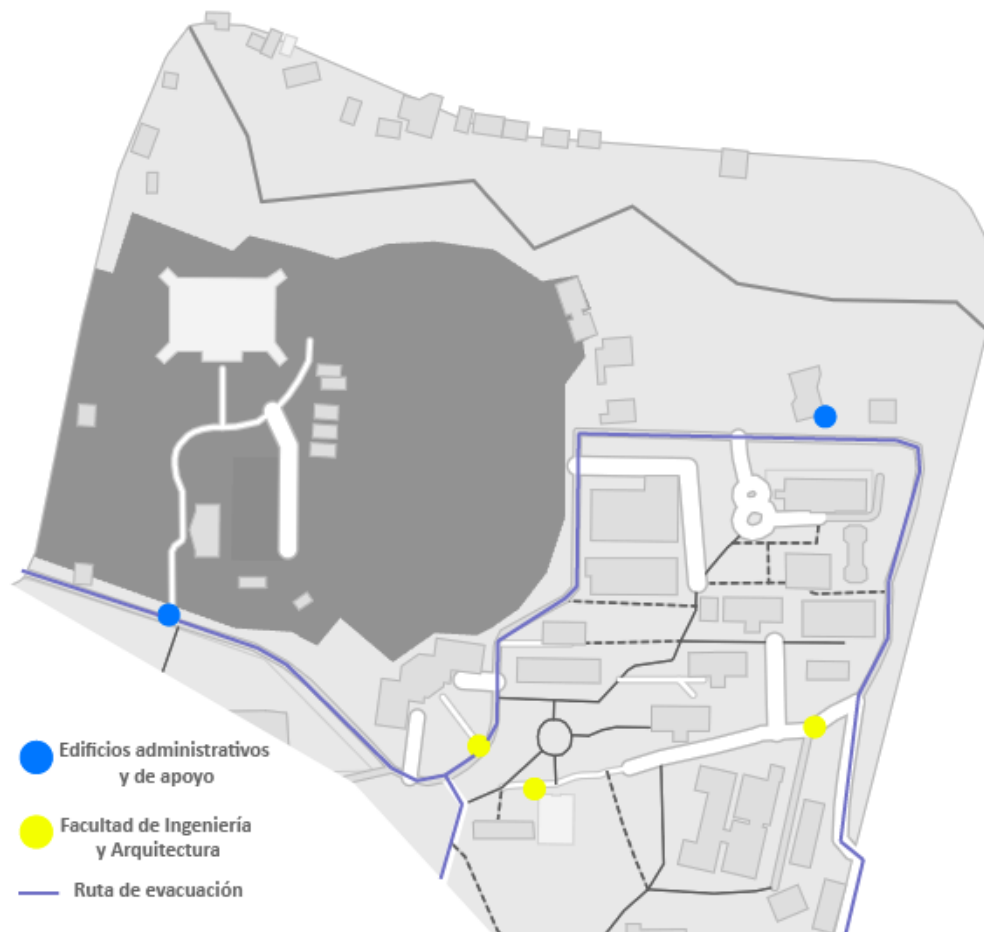 Edificios administrativos
y de apoyo
Facultad de Ingeniería
y Arquitectura
Ruta de evacuación